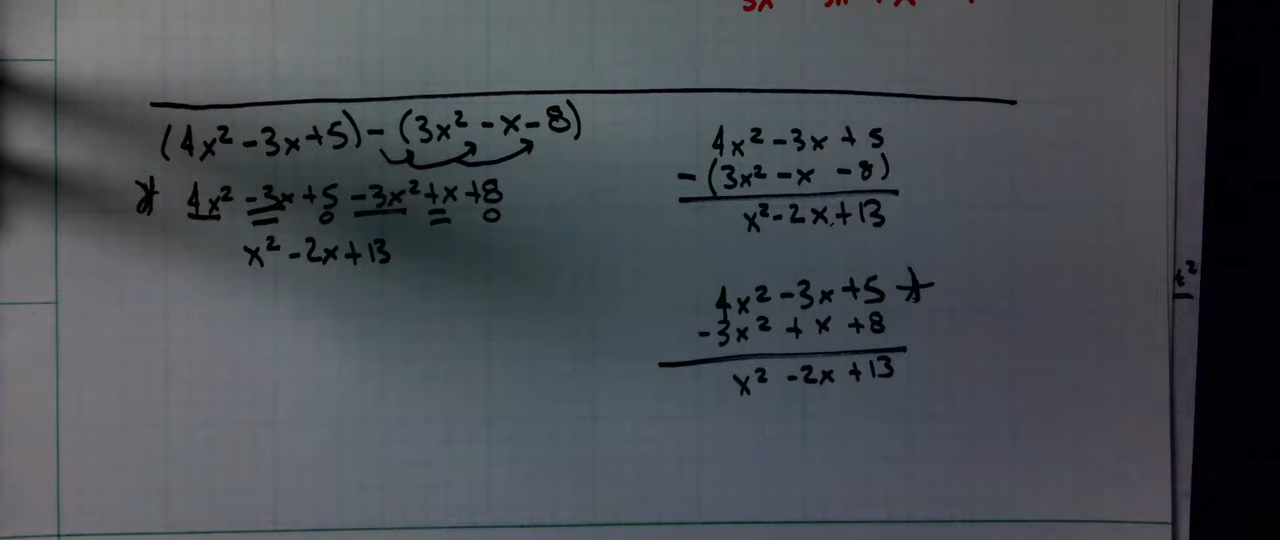 (4x² - 3x + 5) - (3x² - x - 8)
4x² - 3x + 5 - 3x² + x + 8
x² - 2x + 13
4x² - 3x + 5
- (3x² - x - 8)
x² - 2x + 13
4x² - 3x + 5
-3x² + x + 8
x² - 2x + 13